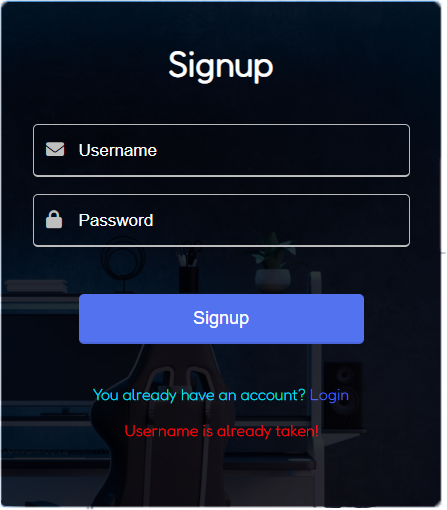 Signup
Username
Password
Signup
You already have an account? Login
Username is already taken!